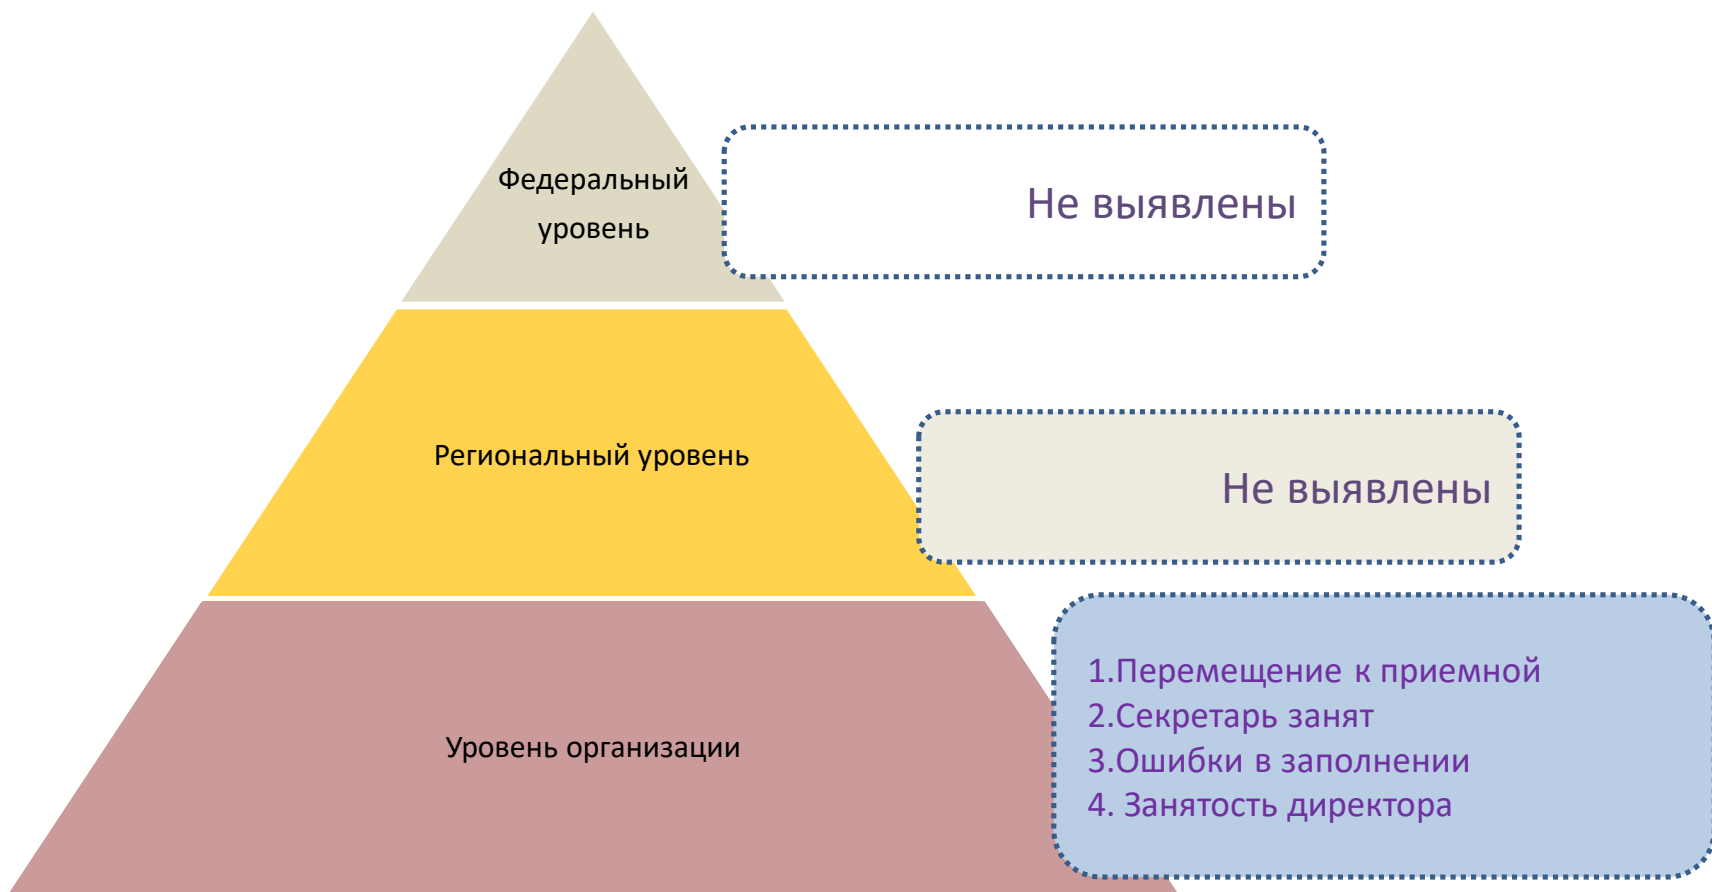 Федеральный
уровень
Не выявлены
Региональный уровень
Не выявлены
Уровень организации
1.Перемещение к приемной
2.Секретарь занят
3.Ошибки в заполнении
4. Занятость директора